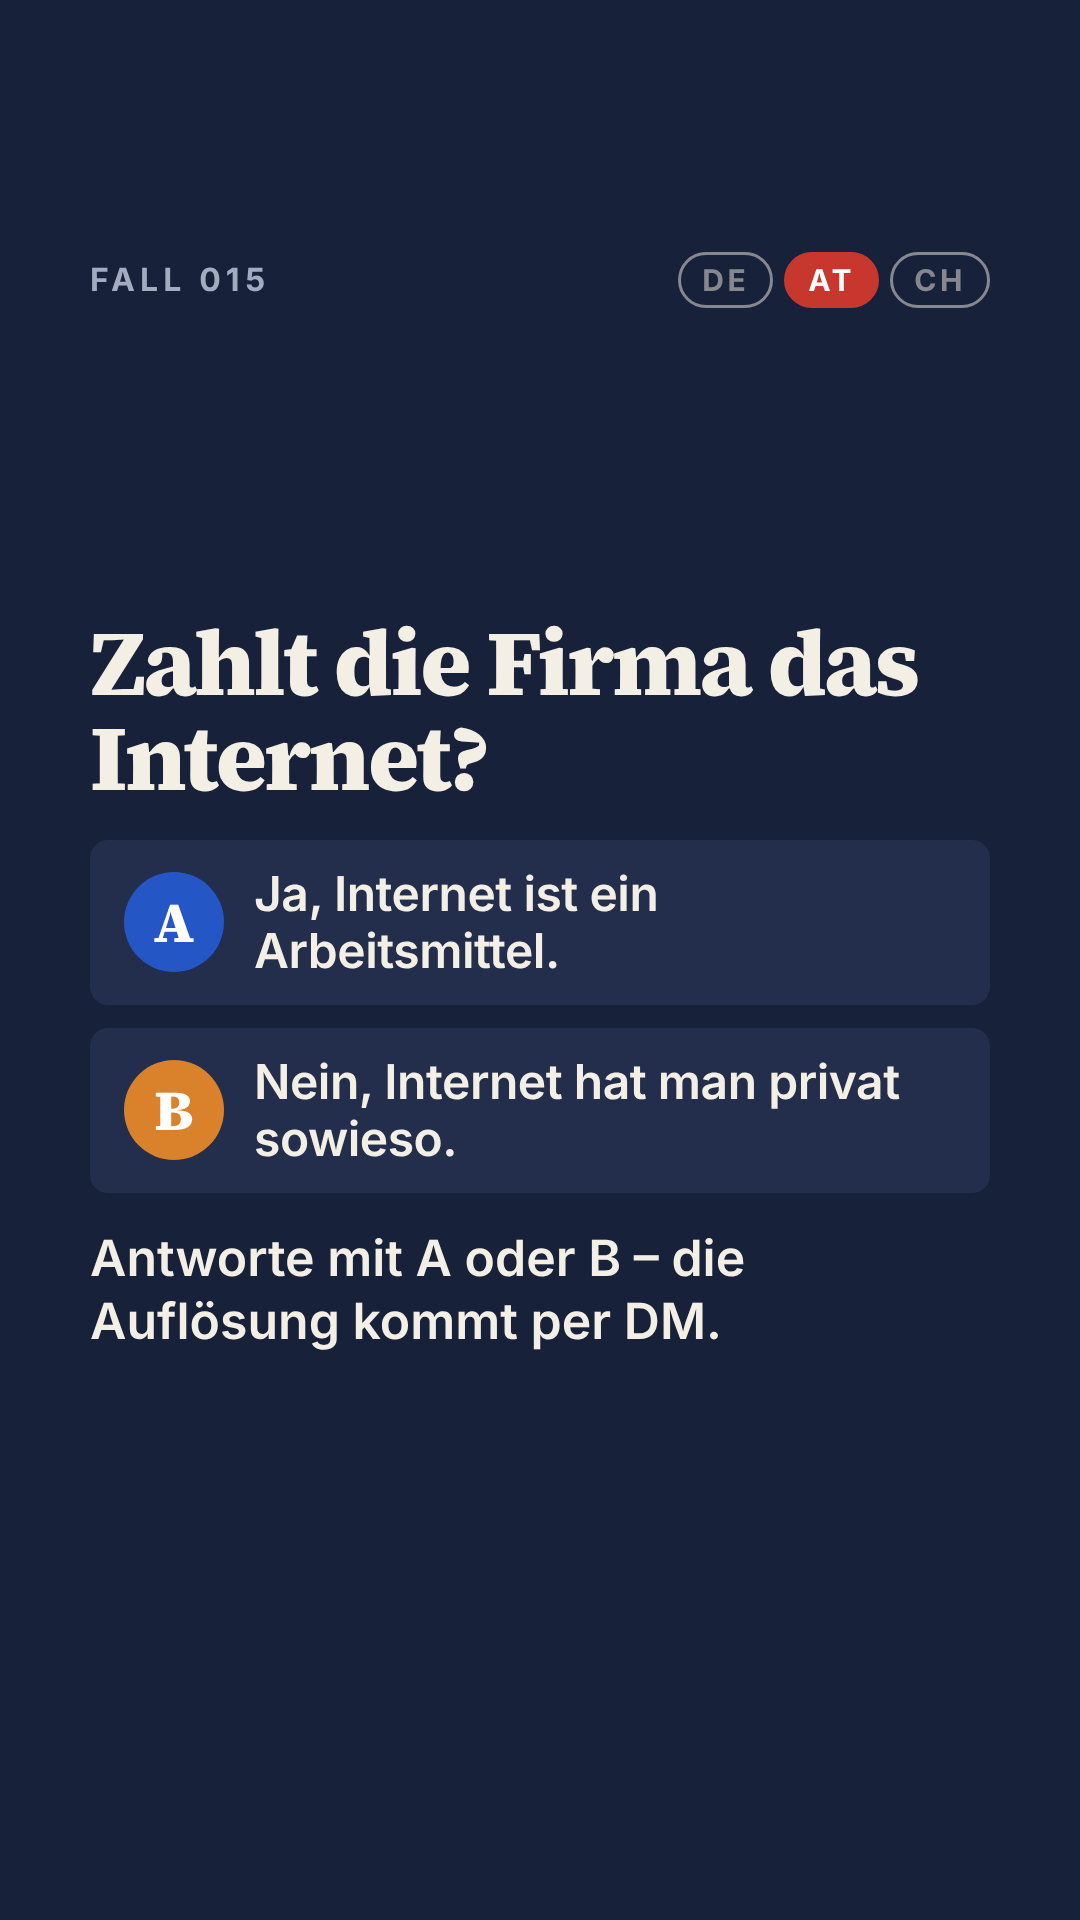 FALL 015
DE AT CH
Zahlt die Firma das
Internet?
A
Ja, Internet ist ein
Arbeitsmittel.
B
Nein, Internet hat man privat
sowieso.
Antworte mit A oder B – die
Auflösung kommt per DM.